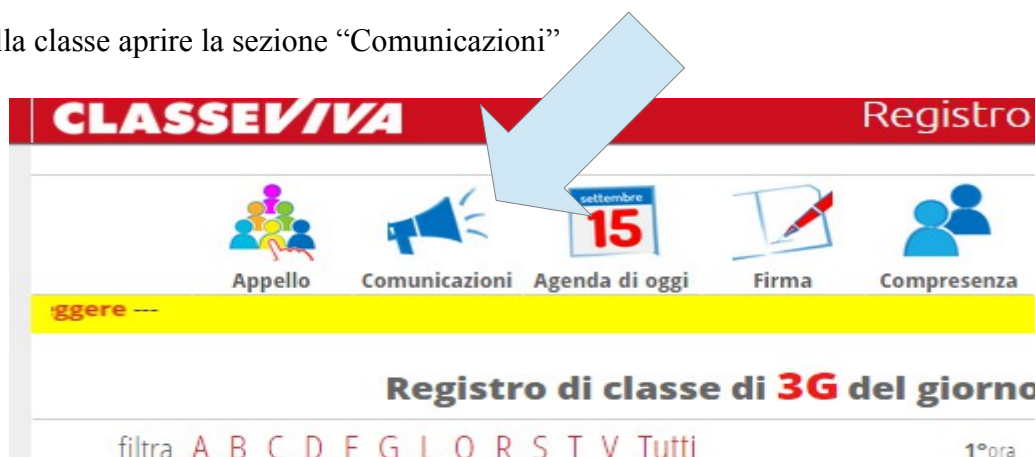 lla classe aprire la sezione “Comunicazioni”
CLASSEVIVA Registro
settembre
15
Appello Comunicazioni Agenda di oggi Firma Compresenza
eggere ---
Registro di classe di 3G del giorno
filtra A B C D F G L O R S T V Tutti 1°ora